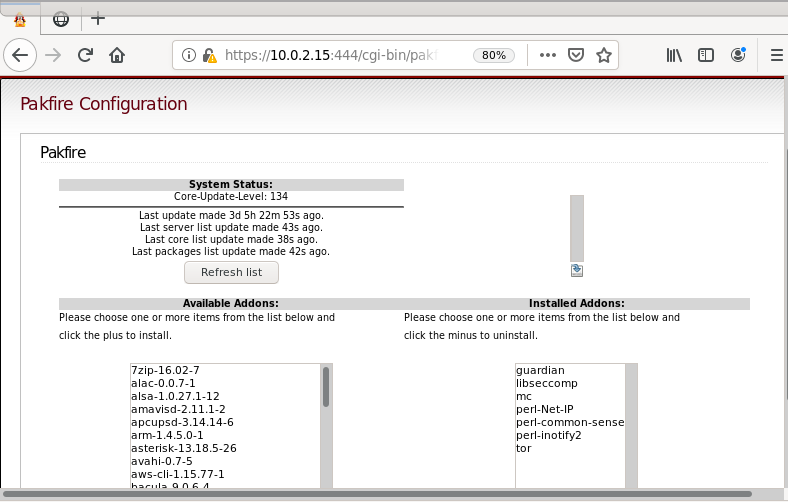 https://10.0.2.15:444/cgi-bin/pakf
80%
Pakfire Configuration
Pakfire
System Status:
Core-Update-Level: 134
Last update made 3d 5h 22m 53s ago.
Last server list update made 43s ago.
Last core list update made 38s ago.
Last packages list update made 42s ago.
Refresh list
Available Addons:
Installed Addons:
Please choose one or more items from the list below and
click the plus to install.
Please choose one or more items from the list below and
click the minus to uninstall.
7zip-16.02-7
alac-0.0.7-1
alsa-1.0.27.1-12
amavisd-2.11.1-2
apcupsd-3.14.14-6
arm-1.4.5.0-1
asterisk-13.18.5-26
avahi-0.7-5
aws-cli-1.15.77-1
bacula-9.0.6-4
guardian
libseccomp
mc
perl-Net-IP
perl-common-sense
perl-inotify2
tor